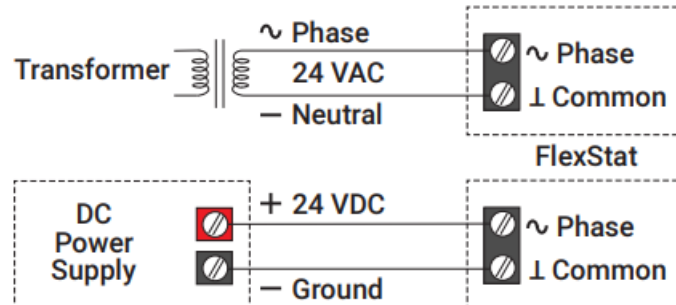 ∿ Phase
Transformer
24 VAC
− Neutral
∿ Phase
⊥ Common
FlexStat
DC
Power
Supply
+ 24 VDC
− Ground
∿ Phase
⊥ Common